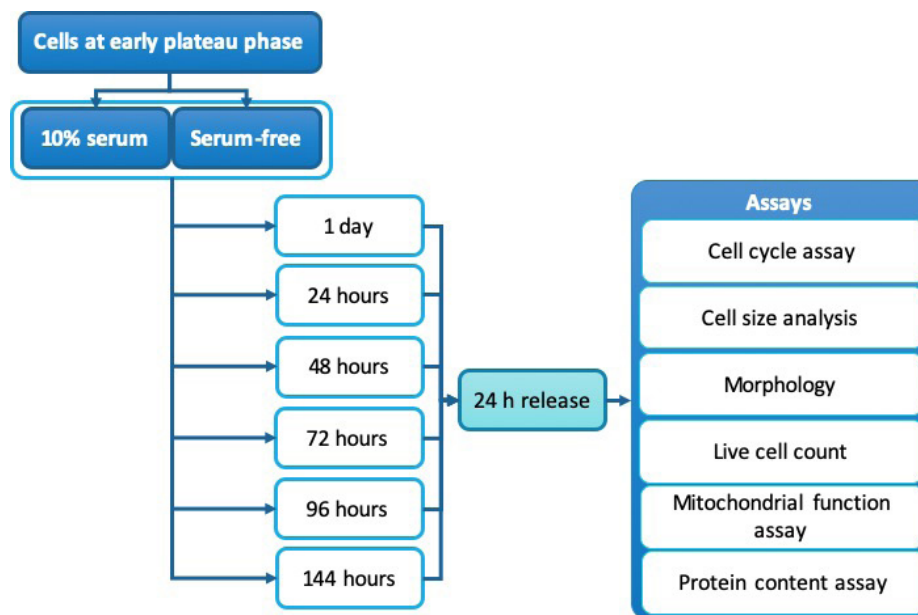 Cells at early plateau phase
10% serum
Serum-free
1 day
24 hours
48 hours
72 hours
96 hours
144 hours
24 h release
Assays
Cell cycle assay
Cell size analysis
Morphology
Live cell count
Mitochondrial function
assay
Protein content assay